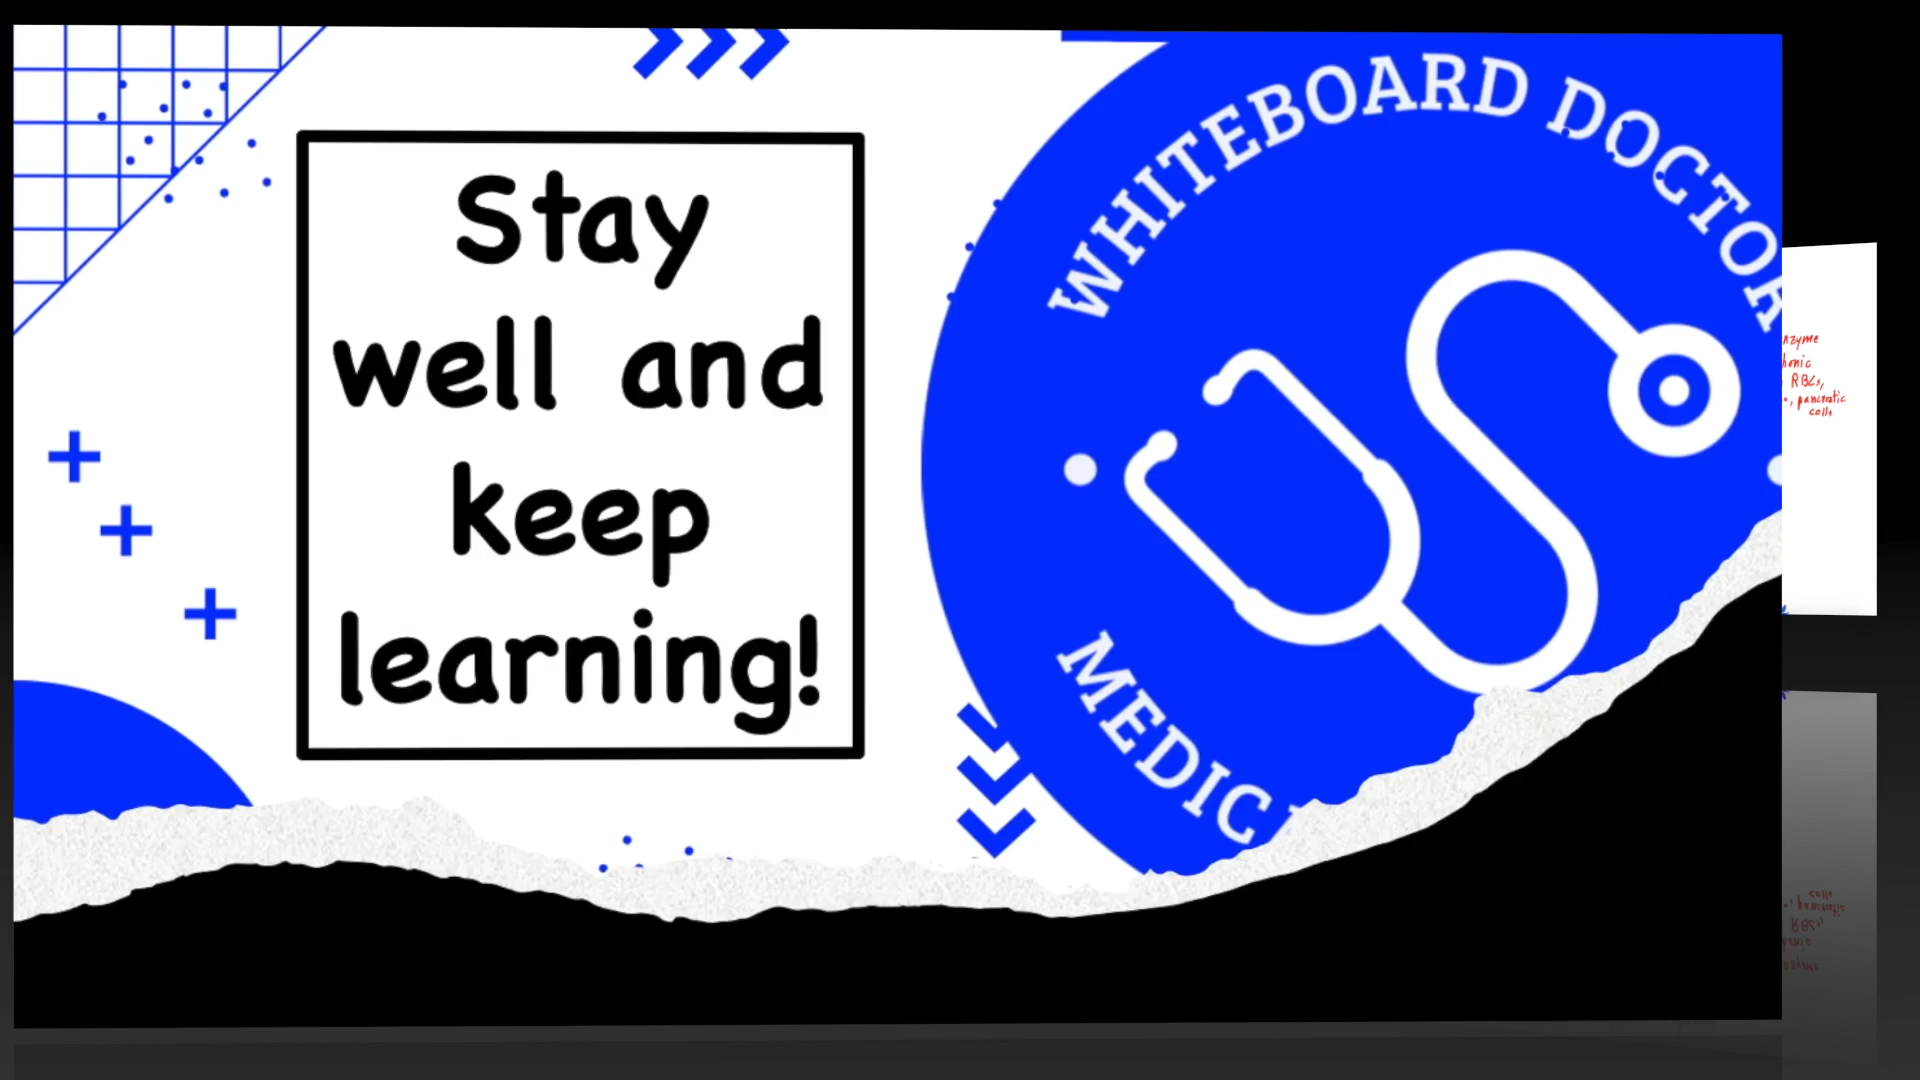 Stay
well and
keep
learning!
WHITEBOARD DOCTOR
MEDIC
RBCs,
pancreatic
cells